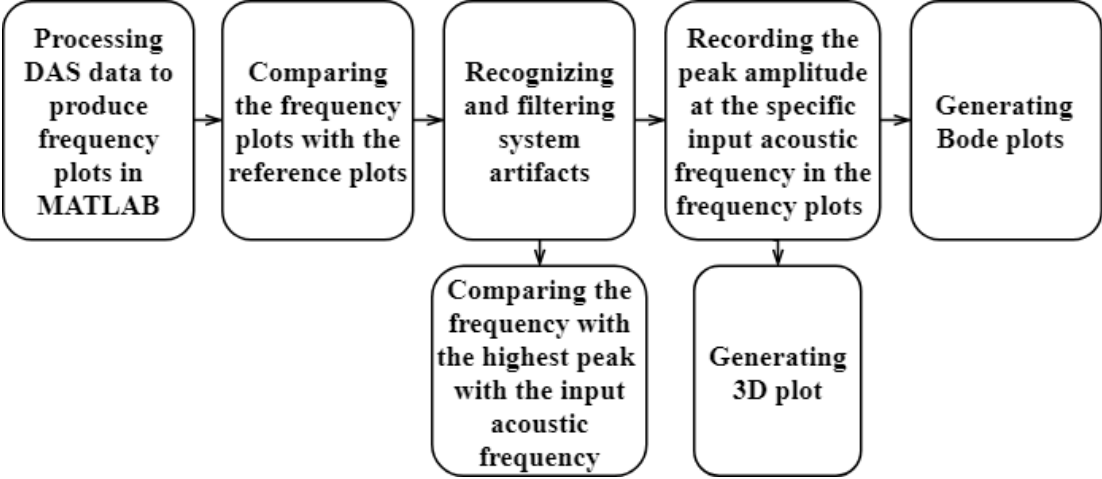 Processing
DAS data to
produce
frequency
plots in
MATLAB
Comparing
the frequency
plots with the
reference plots
Recognizing
and filtering
system
artifacts
Recording the
peak amplitude
at the specific
input acoustic
frequency in the
frequency plots
Generating
Bode plots
Comparing the
frequency with
the highest peak
with the input
acoustic
frequency
Generating
3D plot